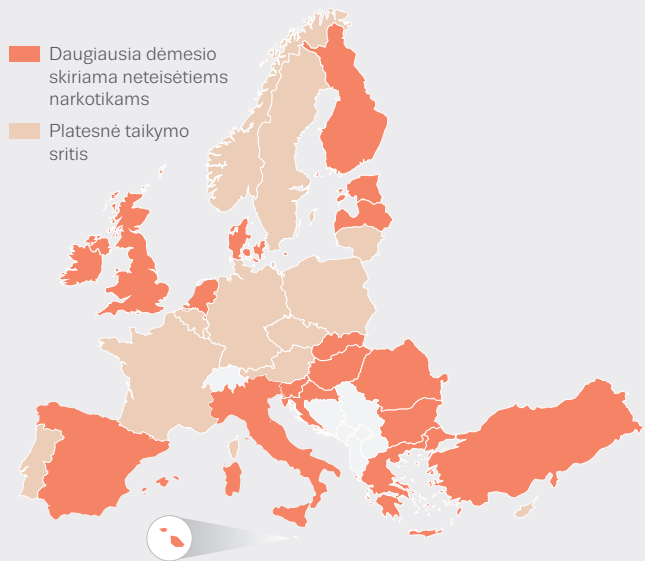 Daugiausia dėmesio
skiriama neteisėtiems
narkotikams
Platesnė taikymo
sritis